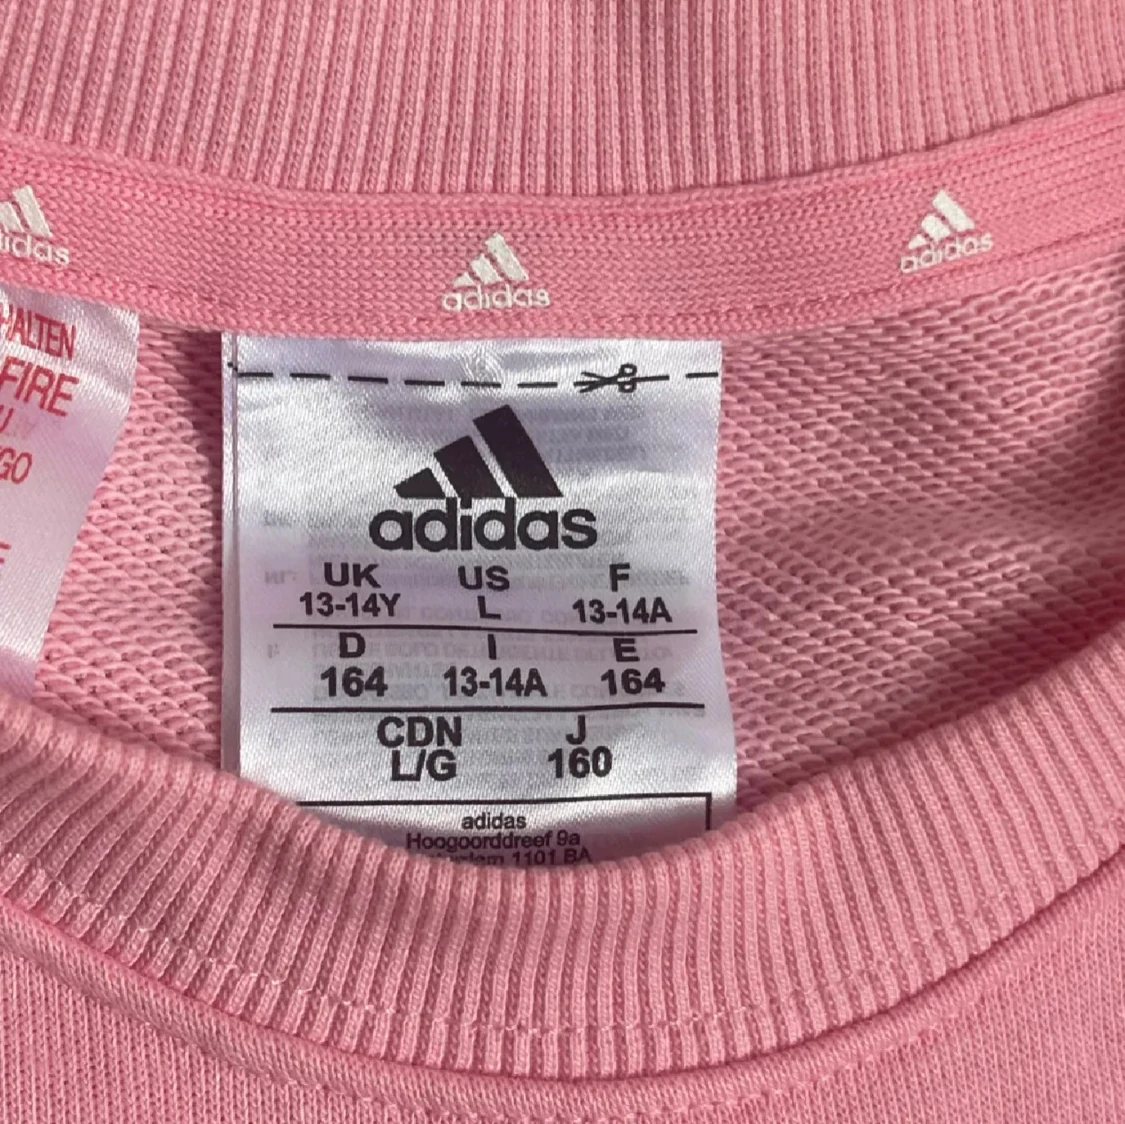 adidas
adidas
HALTEN
FIRE
GO
adidas
UK US F
13-14Y L 13-14A
D I E
164 13-14A 164
CDN J
L/G 160
adidas
Hoogoorddreef 9a
1101 BA